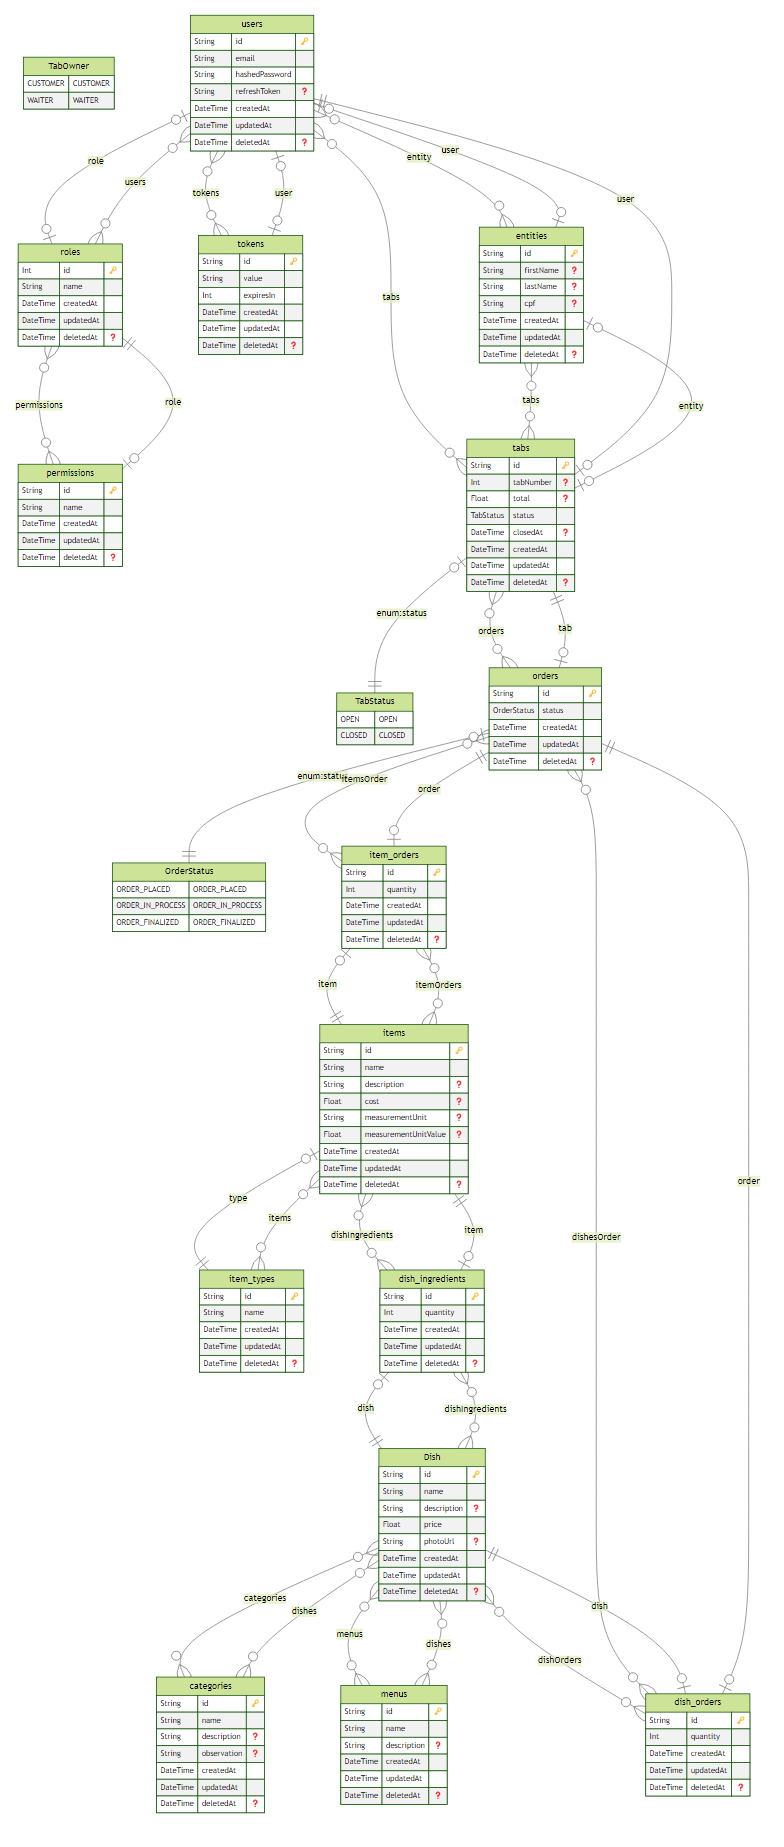 users
String id
String email
String hashedPassword
String refreshToken ?
DateTime createdAt
DateTime updatedAt
DateTime deletedAt ?
TabOwner
CUSTOMER CUSTOMER
WAITER WAITER
role
users
tokens
user
entity
user
user
tabs
roles
Int id
String name
DateTime createdAt
DateTime updatedAt
DateTime deletedAt ?
tokens
String id
String value
Int expiresIn
DateTime createdAt
DateTime updatedAt
DateTime deletedAt ?
entities
String id
String firstName ?
String lastName ?
String cpf ?
DateTime createdAt
DateTime updatedAt
DateTime deletedAt ?
permissions
role
tabs
entity
permissions
String id
String name
DateTime createdAt
DateTime updatedAt
DateTime deletedAt ?
tabs
String id
Int tabNumber ?
Float total ?
TabStatus status
DateTime closedAt ?
DateTime createdAt
DateTime updatedAt
DateTime deletedAt ?
enum:status
orders
tab
TabStatus
OPEN OPEN
CLOSED CLOSED
orders
String id
OrderStatus status
DateTime createdAt
DateTime updatedAt
DateTime deletedAt ?
enum:statu
itemsOrder
order
OrderStatus
ORDER_PLACED ORDER_PLACED
ORDER_IN_PROCESS ORDER_IN_PROCESS
ORDER_FINALIZED ORDER_FINALIZED
item_orders
String id
Int quantity
DateTime createdAt
DateTime updatedAt
DateTime deletedAt ?
item
itemOrders
items
String id
String name
String description ?
Float cost ?
String measurementUnit ?
Float measurementUnitValue ?
DateTime createdAt
DateTime updatedAt
DateTime deletedAt ?
order
type
items
dishIngredients
item
dishesOrder
item_types
String id
String name
DateTime createdAt
DateTime updatedAt
DateTime deletedAt ?
dish_ingredients
String id
Int quantity
DateTime createdAt
DateTime updatedAt
DateTime deletedAt ?
dish
dishIngredients
Dish
String id
String name
String description ?
Float price
String photoUrl ?
DateTime createdAt
DateTime updatedAt
DateTime deletedAt ?
categories
dishes
menus
dishes
dish
dishOrders
categories
String id
String name
String description ?
String observation ?
DateTime createdAt
DateTime updatedAt
DateTime deletedAt ?
menus
String id
String name
String description ?
DateTime createdAt
DateTime updatedAt
DateTime deletedAt ?
dish_orders
String id
Int quantity
DateTime createdAt
DateTime updatedAt
DateTime deletedAt ?